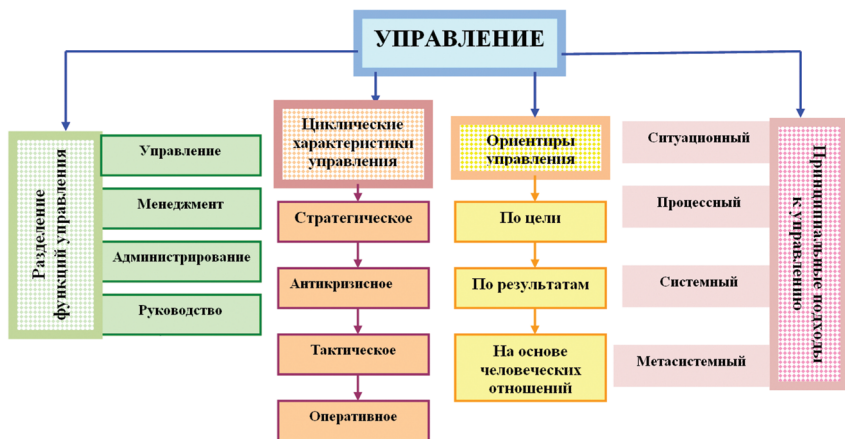 УПРАВЛЕНИЕ
Разделение
функций управления
Управление
Менеджмент
Администрирование
Руководство
Циклические
характеристики
управления
Стратегическое
Антикризисное
Тактическое
Оперативное
Ориентиры
управления
По цели
По результатам
На основе
человеческих
отношений
Ситуационный
Процессный
Системный
Метасистемный
Принципиальные подходы
к управлению